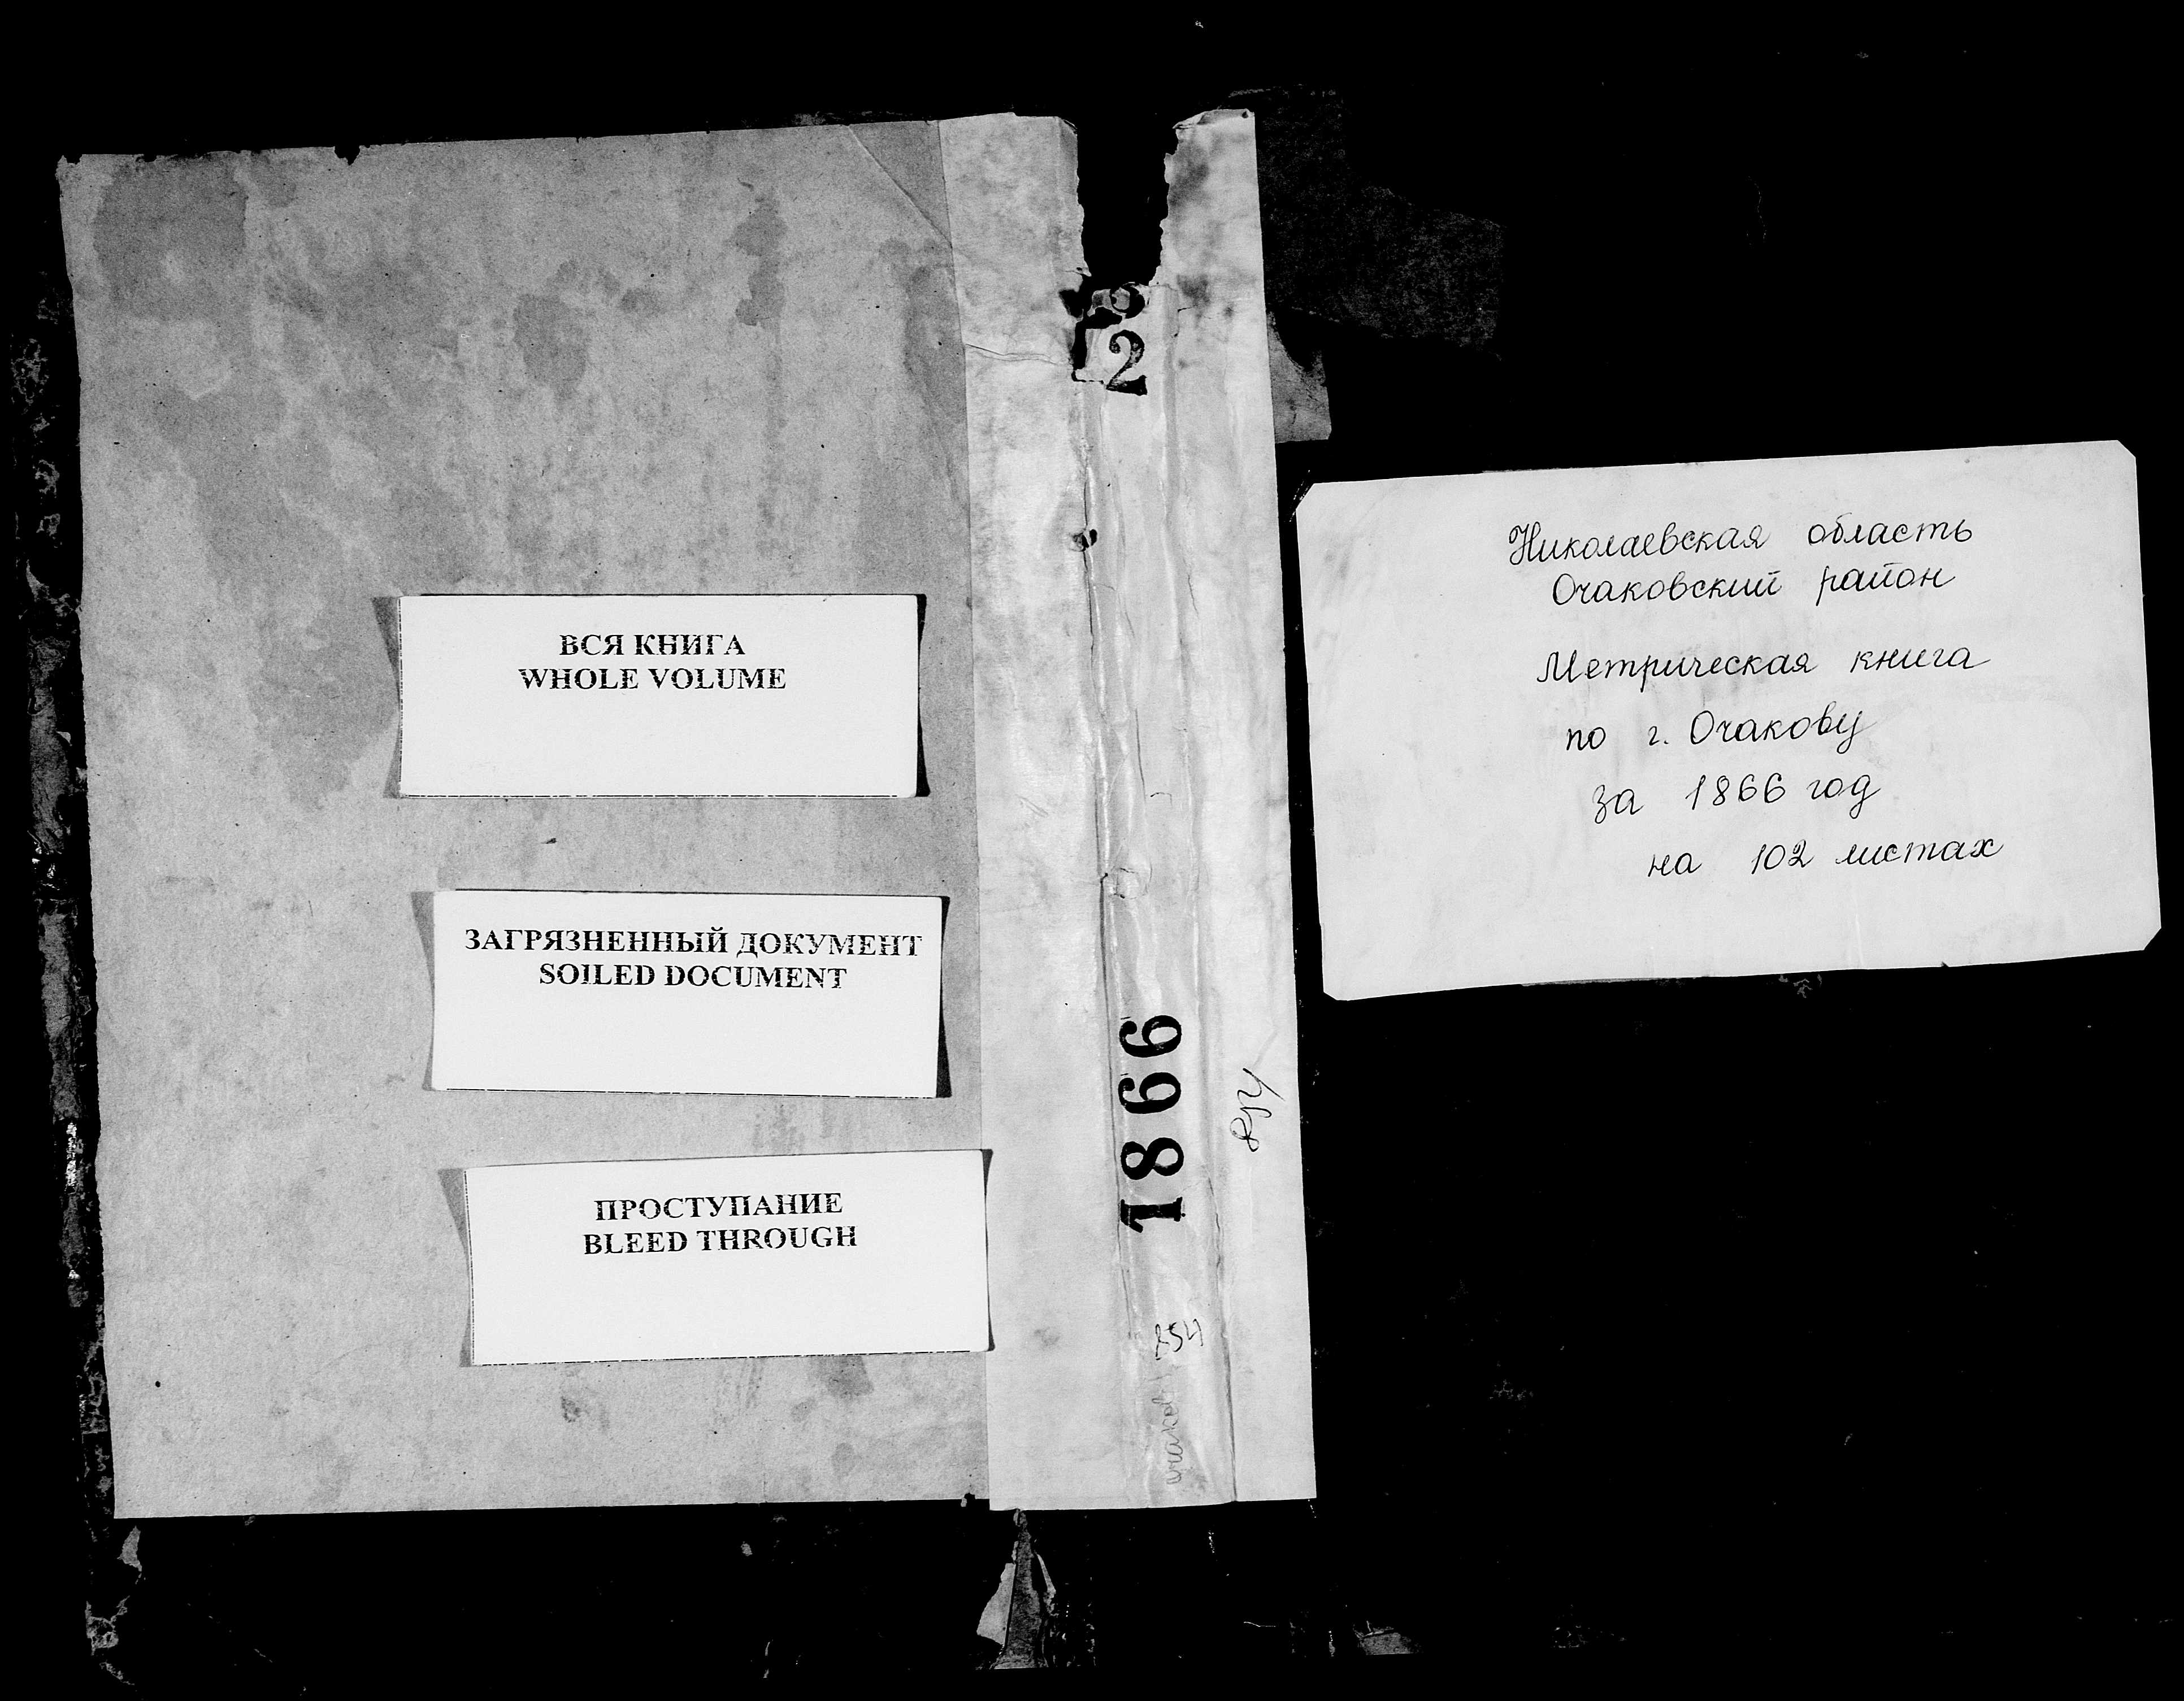 ВСЯ КНИГА
WHOLE VOLUME
ЗАГРЯЗНЕННЫЙ ДОКУМЕНТ
SOILED DOCUMENT
ПРОСТУПАНИЕ
BLEED THROUGH
2
1866
Николаевская область
Очаковский район
Метрическая книга
по г. Очакову
за 1866 год
на 102 листах